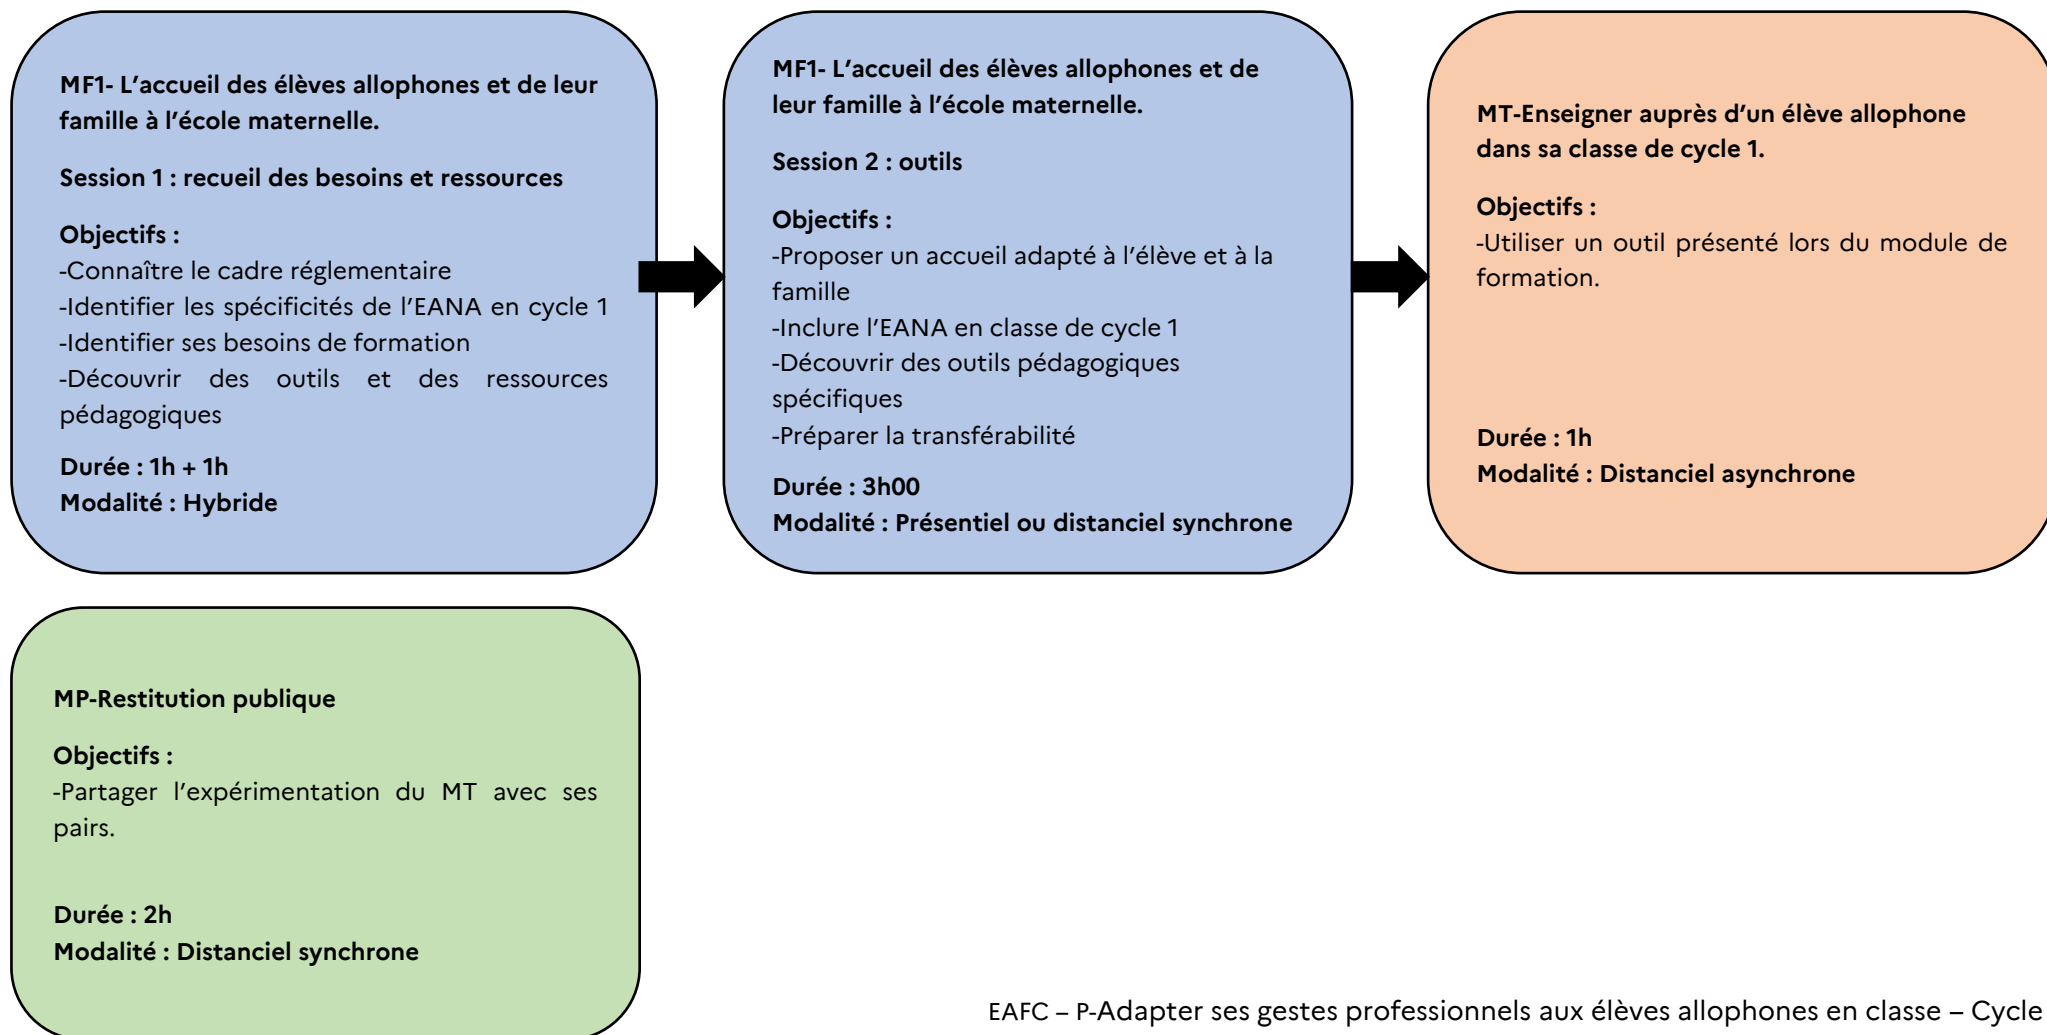 MF1- L’accueil des élèves allophones et de leur
famille à l’école maternelle.
Session 1 : recueil des besoins et ressources
Objectifs :
-Connaître le cadre réglementaire
-Identifier les spécificités de l’EANA en cycle 1
-Identifier ses besoins de formation
-Découvrir des outils et des ressources
pédagogiques
Durée : 1h + 1h
Modalité : Hybride
MF1- L’accueil des élèves allophones et de
leur famille à l’école maternelle.
Session 2 : outils
Objectifs :
-Proposer un accueil adapté à l’élève et à la
famille
-Inclure l’EANA en classe de cycle 1
-Découvrir des outils pédagogiques
spécifiques
-Préparer la transférabilité
Durée : 3h00
Modalité : Présentiel ou distanciel synchrone
MT-Enseigner auprès d’un élève allophone
dans sa classe de cycle 1.
Objectifs :
-Utiliser un outil présenté lors du module de
formation.
Durée : 1h
Modalité : Distanciel asynchrone
MP-Restitution publique
Objectifs :
-Partager l’expérimentation du MT avec ses
pairs.
Durée : 2h
Modalité : Distanciel synchrone
EAFC – P-Adapter ses gestes professionnels aux élèves allophones en classe – Cycle